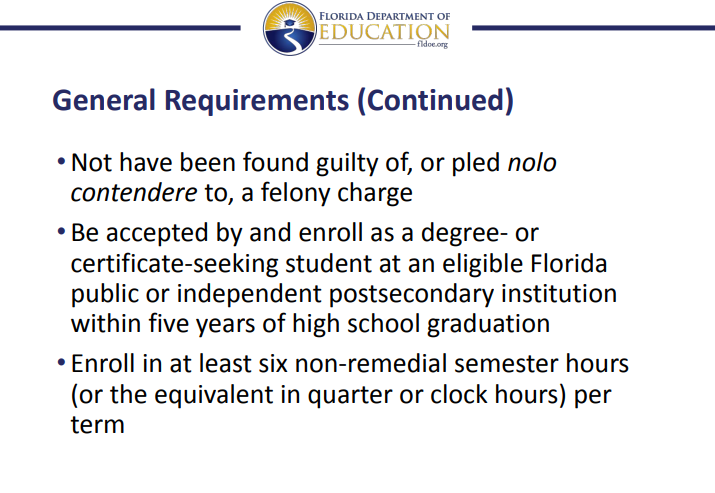 FLORIDA DEPARTMENT OF
EDUCATION
fldoe.org
General Requirements (Continued)
• Not have been found guilty of, or pled nolo
contendere to, a felony charge
• Be accepted by and enroll as a degree- or
certificate-seeking student at an eligible Florida
public or independent postsecondary institution
within five years of high school graduation
• Enroll in at least six non-remedial semester hours
(or the equivalent in quarter or clock hours) per
term